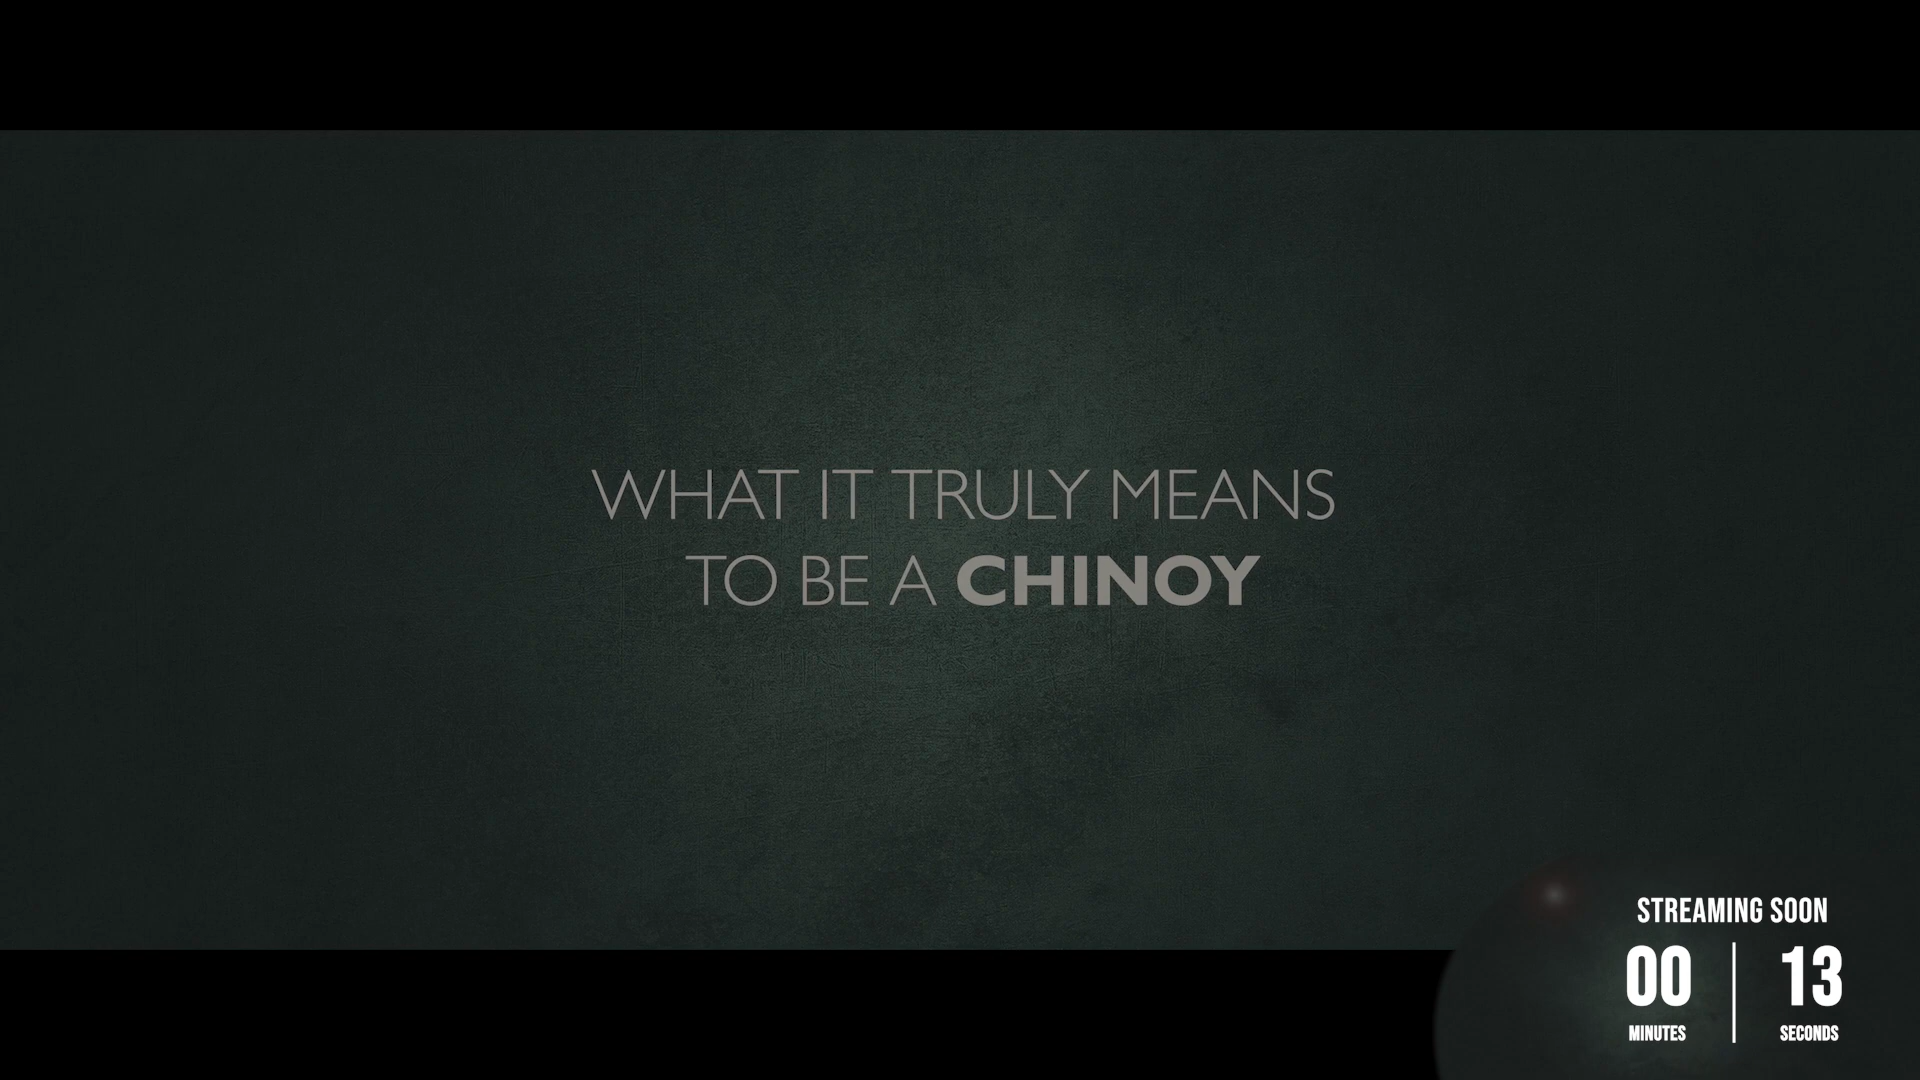 WHAT IT TRULY MEANS
TO BE A CHINOY
STREAMING SOON
00 13
MINUTES SECONDS